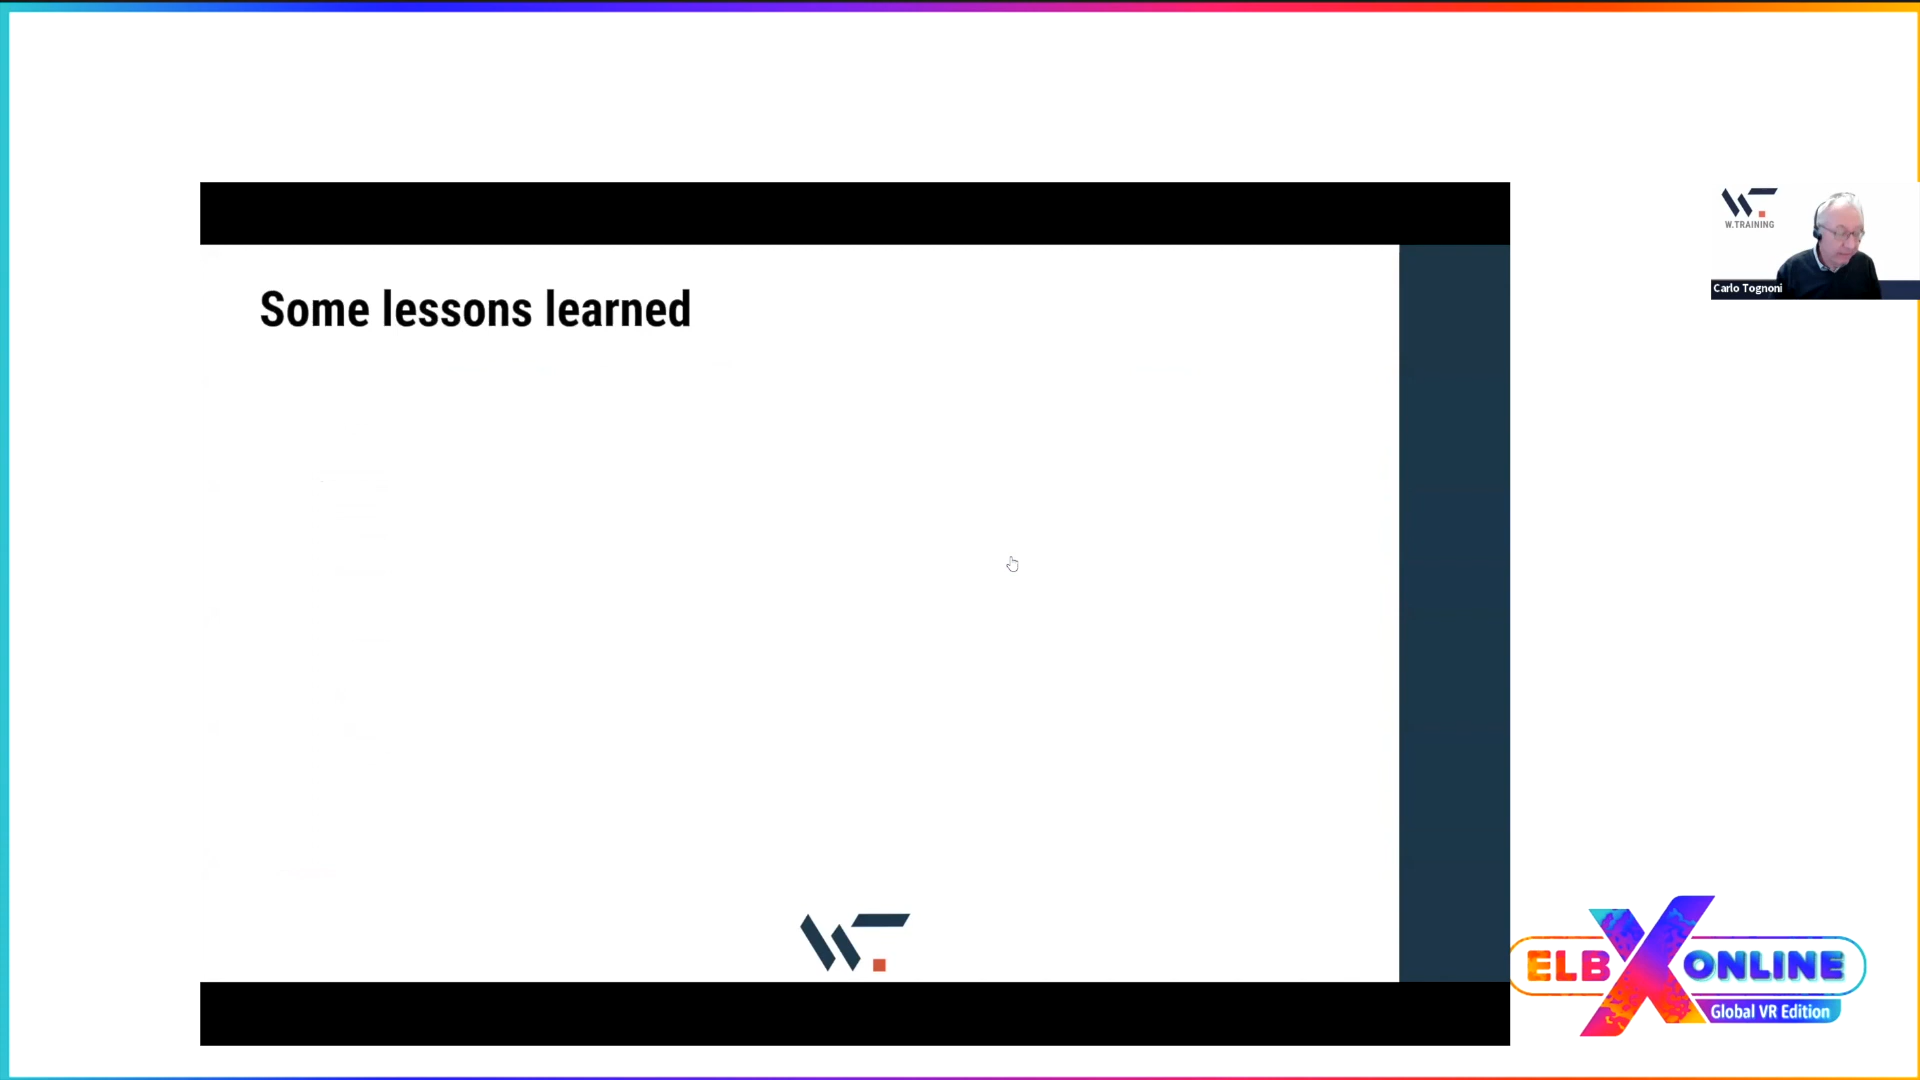 W.TRAINING
Carlo Tognoni
Some lessons learned
ELB X ONLINE
Global VR Edition